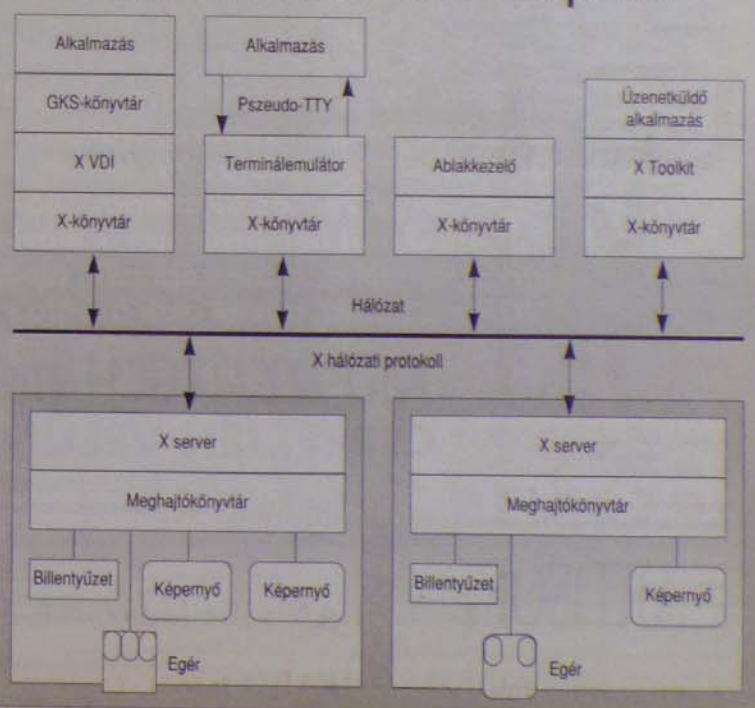 Alkalmazás
GKS-könyvtár
X VDI
X-könyvtár
Alkalmazás
Pszeudo-TTY
Terminálemulátor
X-könyvtár
Ablakkezelő
X-könyvtár
Üzenetküldő
alkalmazás
X Toolkit
X-könyvtár
Hálózat
X hálózati protokoll
X server
Meghajtókönyvtár
Billentyűzet
Képernyő
Képernyő
Egér
X server
Meghajtókönyvtár
Billentyűzet
Képernyő
Egér